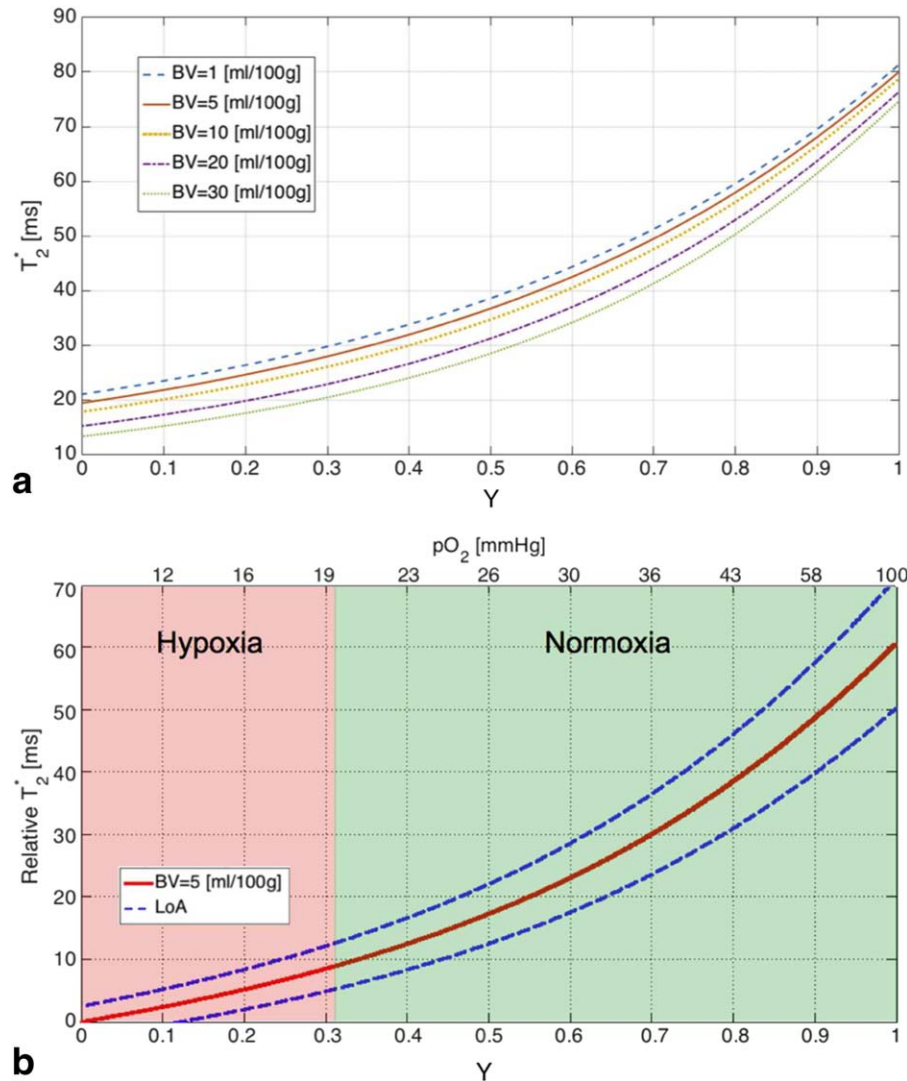 90
80
70
60
50
40
30
20
10
T2* [ms]
BV=1 [ml/100g]
BV=5 [ml/100g]
BV=10 [ml/100g]
BV=20 [ml/100g]
BV=30 [ml/100g]
0 0.1 0.2 0.3 0.4 0.5 0.6 0.7 0.8 0.9 1
Y
a
pO2 [mmHg]
12 16 19 23 26 30 36 43 58 100
70
60
50
40
30
20
10
0
Relative T2* [ms]
Hypoxia
Normoxia
BV=5 [ml/100g]
LoA
0 0.1 0.2 0.3 0.4 0.5 0.6 0.7 0.8 0.9 1
Y
b